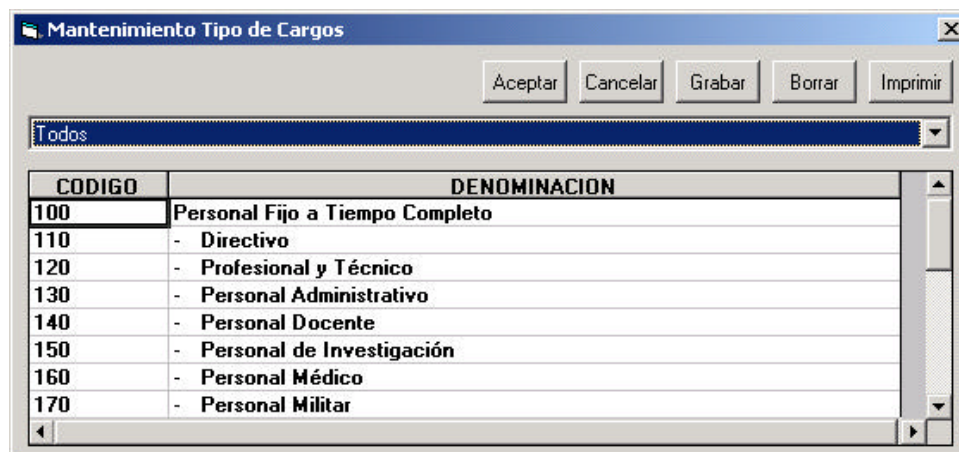 Mantenimiento Tipo de Cargos
Aceptar Cancelar Grabar Borrar Imprimir
Todos
CODIGO DENOMINACION
100 Personal Fijo a Tiempo Completo
110 - Directivo
120 - Profesional y Técnico
130 - Personal Administrativo
140 - Personal Docente
150 - Personal de Investigación
160 - Personal Médico
170 - Personal Militar